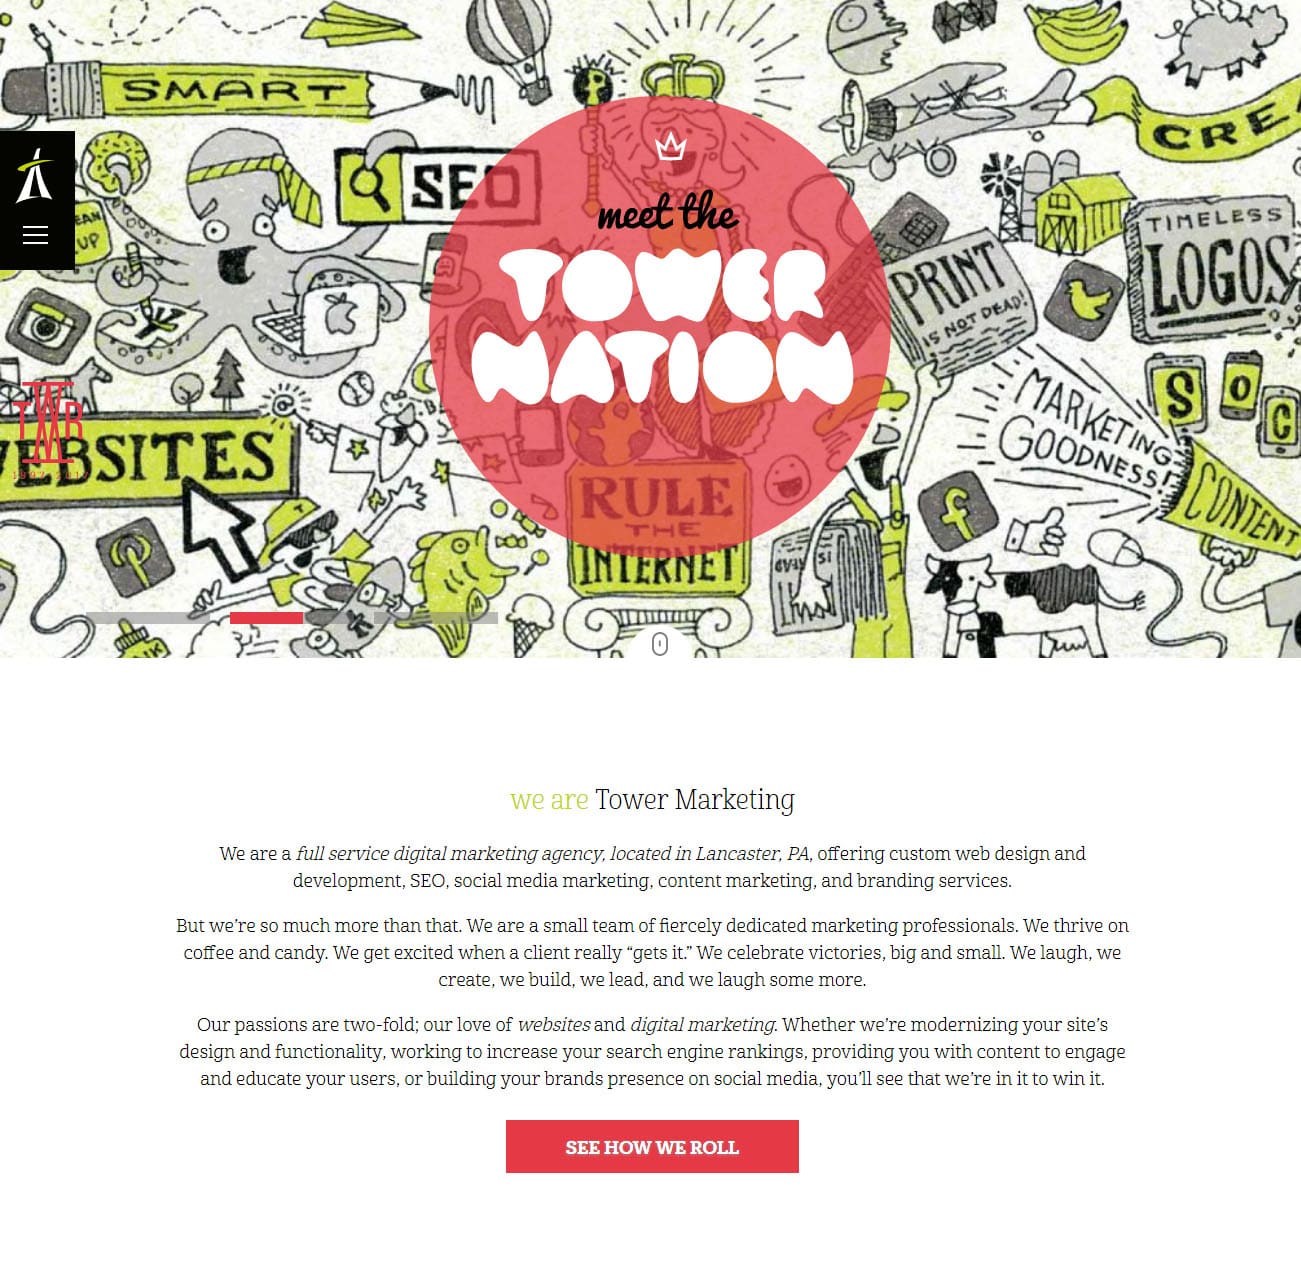 SMART
CRE
SEO
meet the
TOWER
NATION
TIMELESS
LOGOS
PRINT
IS NOT DEAD!
EAN
UP
TWR
WEBSITES
MARKETING
GOODNESS!
SOC
CONTENT
RULE
THE
INTERNET
we are Tower Marketing
We are a full service digital marketing agency, located in Lancaster, PA, offering custom web design and
development, SEO, social media marketing, content marketing, and branding services.
But we’re so much more than that. We are a small team of fiercely dedicated marketing professionals. We thrive on
coffee and candy. We get excited when a client really “gets it.” We celebrate victories, big and small. We laugh, we
create, we build, we lead, and we laugh some more.
Our passions are two-fold; our love of websites and digital marketing. Whether we’re modernizing your site’s
design and functionality, working to increase your search engine rankings, providing you with content to engage
and educate your users, or building your brands presence on social media, you’ll see that we’re in it to win it.
SEE HOW WE ROLL